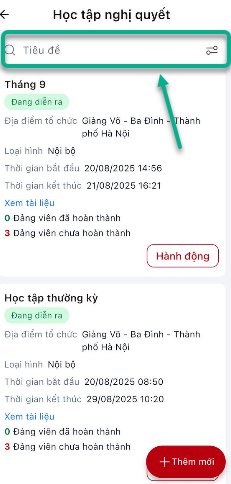 Học tập nghị quyết
Tiêu đề
Tháng 9
Đang diễn ra
Địa điểm tổ chức Giảng Võ - Ba Đình - Thành
phố Hà Nội
Loại hình Nội bộ
Thời gian bắt đầu 20/08/2025 14:56
Thời gian kết thúc 21/08/2025 16:21
Xem tài liệu
0 Đảng viên đã hoàn thành
3 Đảng viên chưa hoàn thành
Hành động
Học tập thường kỳ
Đang diễn ra
Địa điểm tổ chức Giảng Võ - Ba Đình - Thành
phố Hà Nội
Loại hình Nội bộ
Thời gian bắt đầu 20/08/2025 08:50
Thời gian kết thúc 29/08/2025 10:20
Xem tài liệu
0 Đảng viên đã hoàn thành
3 Đảng viên chưa hoàn thành
Thêm mới